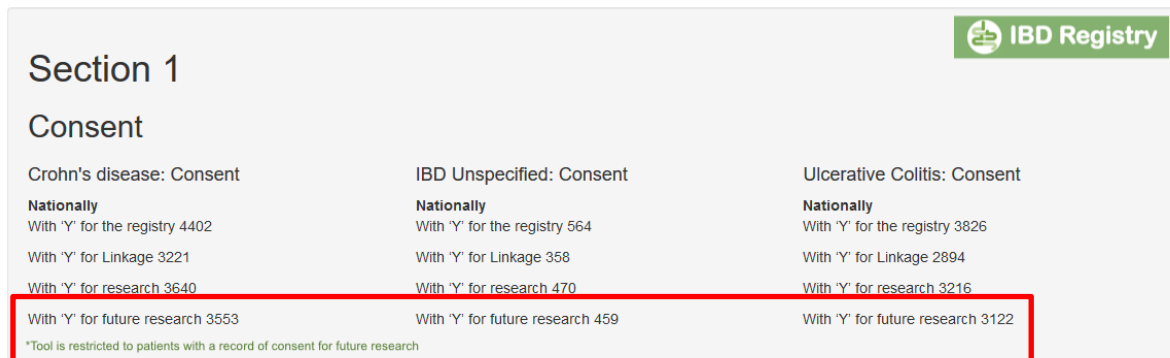 IBD Registry
Section 1
Consent
Crohn's disease: Consent
Nationally
With ‘Y’ for the registry 4402
With ‘Y’ for Linkage 3221
With ‘Y’ for research 3640
With ‘Y’ for future research 3553
*Tool is restricted to patients with a record of consent for future research
IBD Unspecified: Consent
Nationally
With ‘Y’ for the registry 564
With ‘Y’ for Linkage 358
With ‘Y’ for research 470
With ‘Y’ for future research 459
Ulcerative Colitis: Consent
Nationally
With ‘Y’ for the registry 3826
With ‘Y’ for Linkage 2894
With ‘Y’ for research 3216
With ‘Y’ for future research 3122